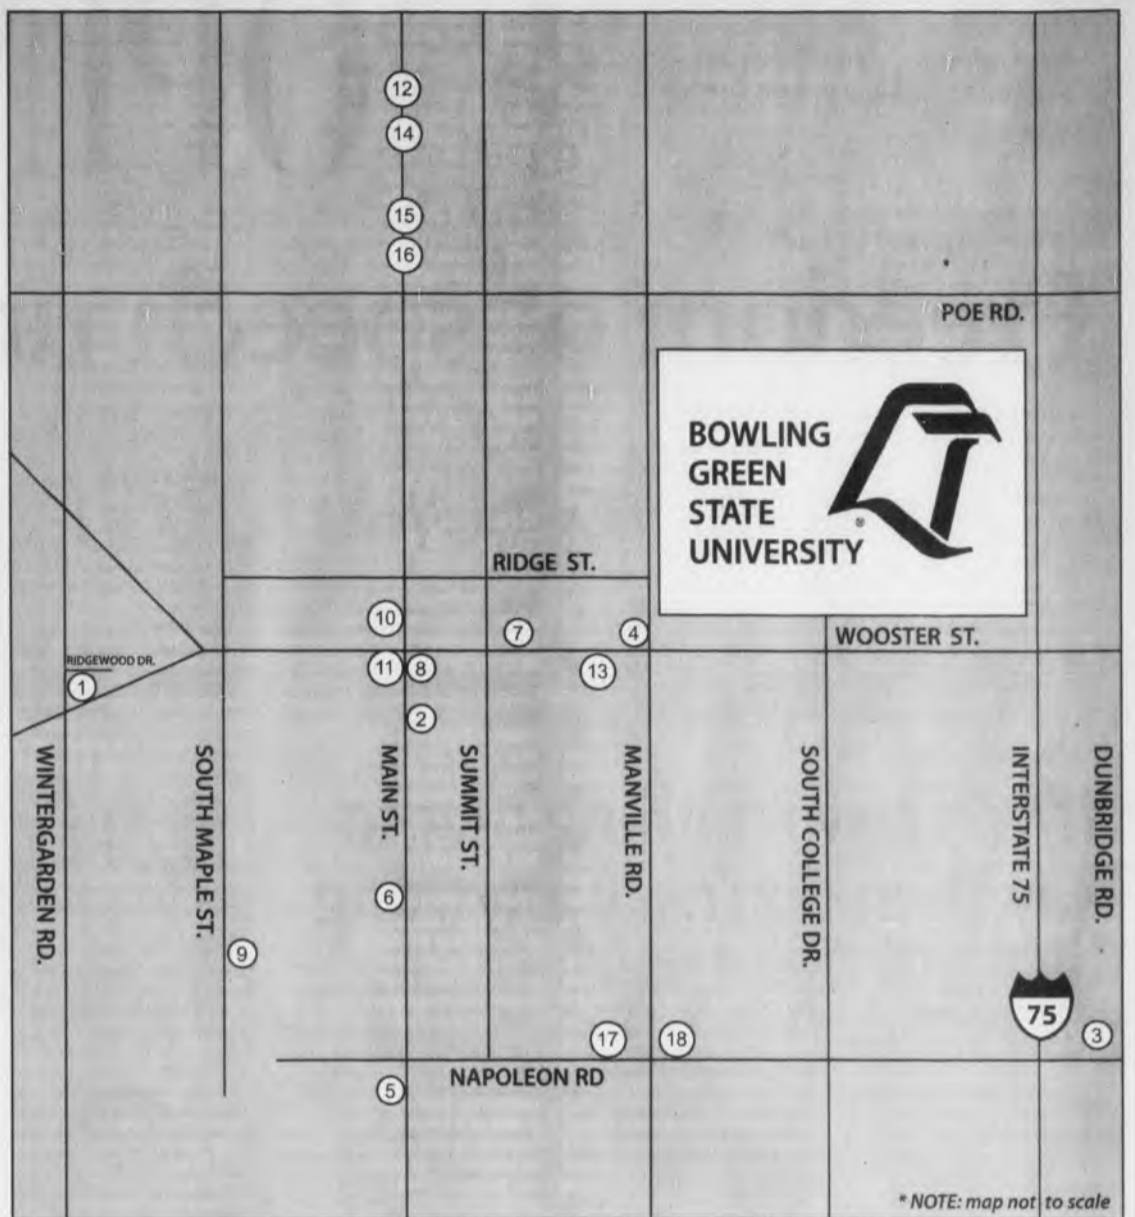 12
14
15
16
POE RD.
BOWLING
GREEN
STATE
UNIVERSITY
®
RIDGE ST.
10
7
4
WOOSTER ST.
RIDGEWOOD DR.
1
11
8
13
2
WINTERGARDEN RD.
SOUTH MAPLE ST.
MAIN ST.
SUMMIT ST.
MANVILLE RD.
SOUTH COLLEGE DR.
INTERSTATE 75
DUNBRIDGE RD.
6
9
75
17
18
3
NAPOLEON RD
5
* NOTE: map not to scale